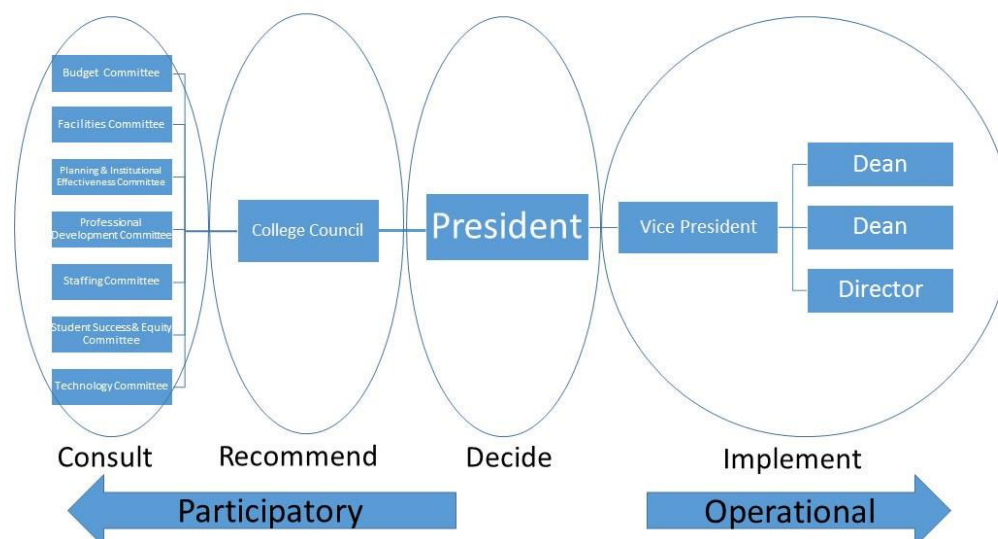 Budget Committee
Facilities Committee
Planning & Institutional
Effectiveness Committee
Professional
Development Committee
Staffing Committee
Student Success & Equity
Committee
Technology Committee
College Council
President
Vice President
Dean
Dean
Director
Consult
Recommend
Decide
Implement
Participatory
Operational